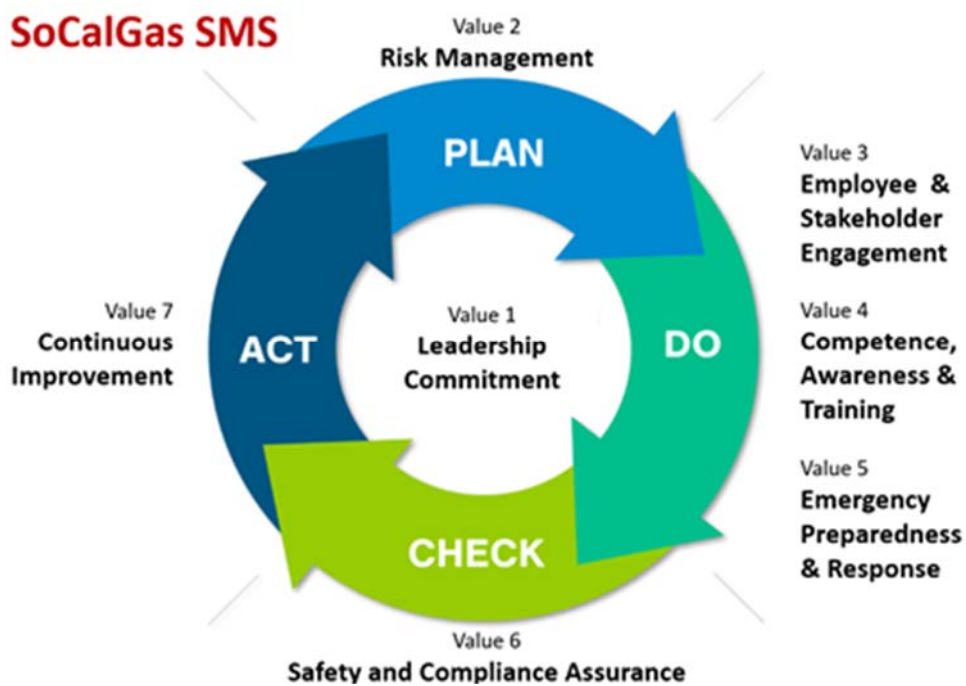 SoCalGas SMS
Value 2
Risk Management
PLAN
Value 3
Employee &
Stakeholder
Engagement
Value 7
Continuous
Improvement
ACT
Value 1
Leadership
Commitment
DO
Value 4
Competence,
Awareness &
Training
Value 5
Emergency
Preparedness
& Response
CHECK
Value 6
Safety and Compliance Assurance